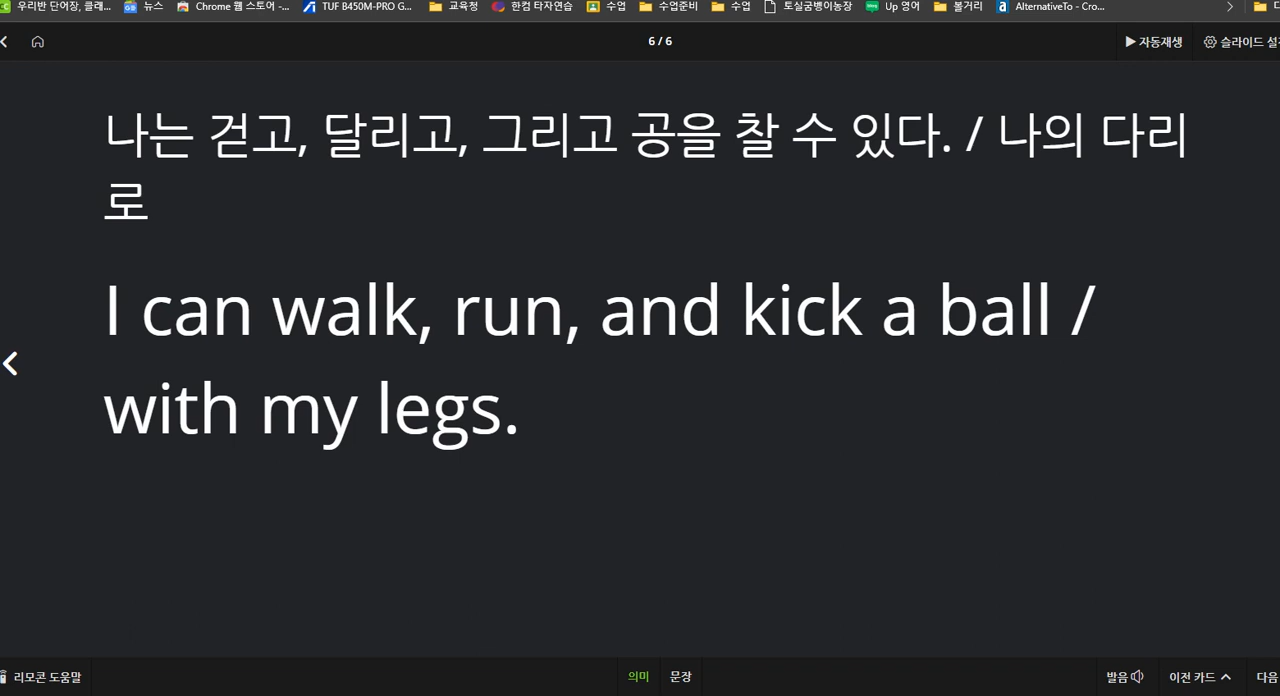 우리반 단어장, 클래... 뉴스 Chrome 웹 스토어 -... TUF B450M-PRO G... 교육청 한컴 타자연습 수업 수업준비 수업 토실굼벵이농장 Up 영어 볼거리 AlternativeTo - Cro...
6 / 6 자동재생 슬라이드
나는 걷고, 달리고, 그리고 공을 찰 수 있다. / 나의 다리
로
I can walk, run, and kick a ball /
with my legs.
리모콘 도움말 의미 문장 발음 이전 카드 다음